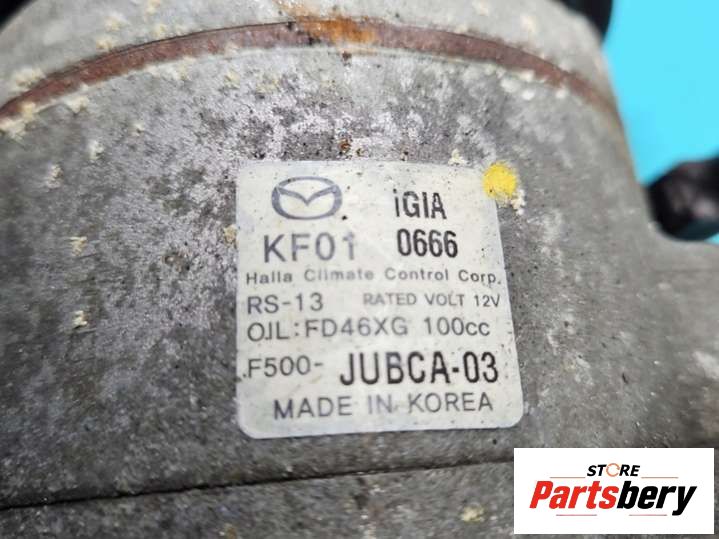 iGIA
KF01 0666
Halla Climate Control Corp.
RS-13 RATED VOLT 12V
OIL:FD46XG 100cc
F500- JUBCA-03
MADE IN KOREA
STORE
Partsbery